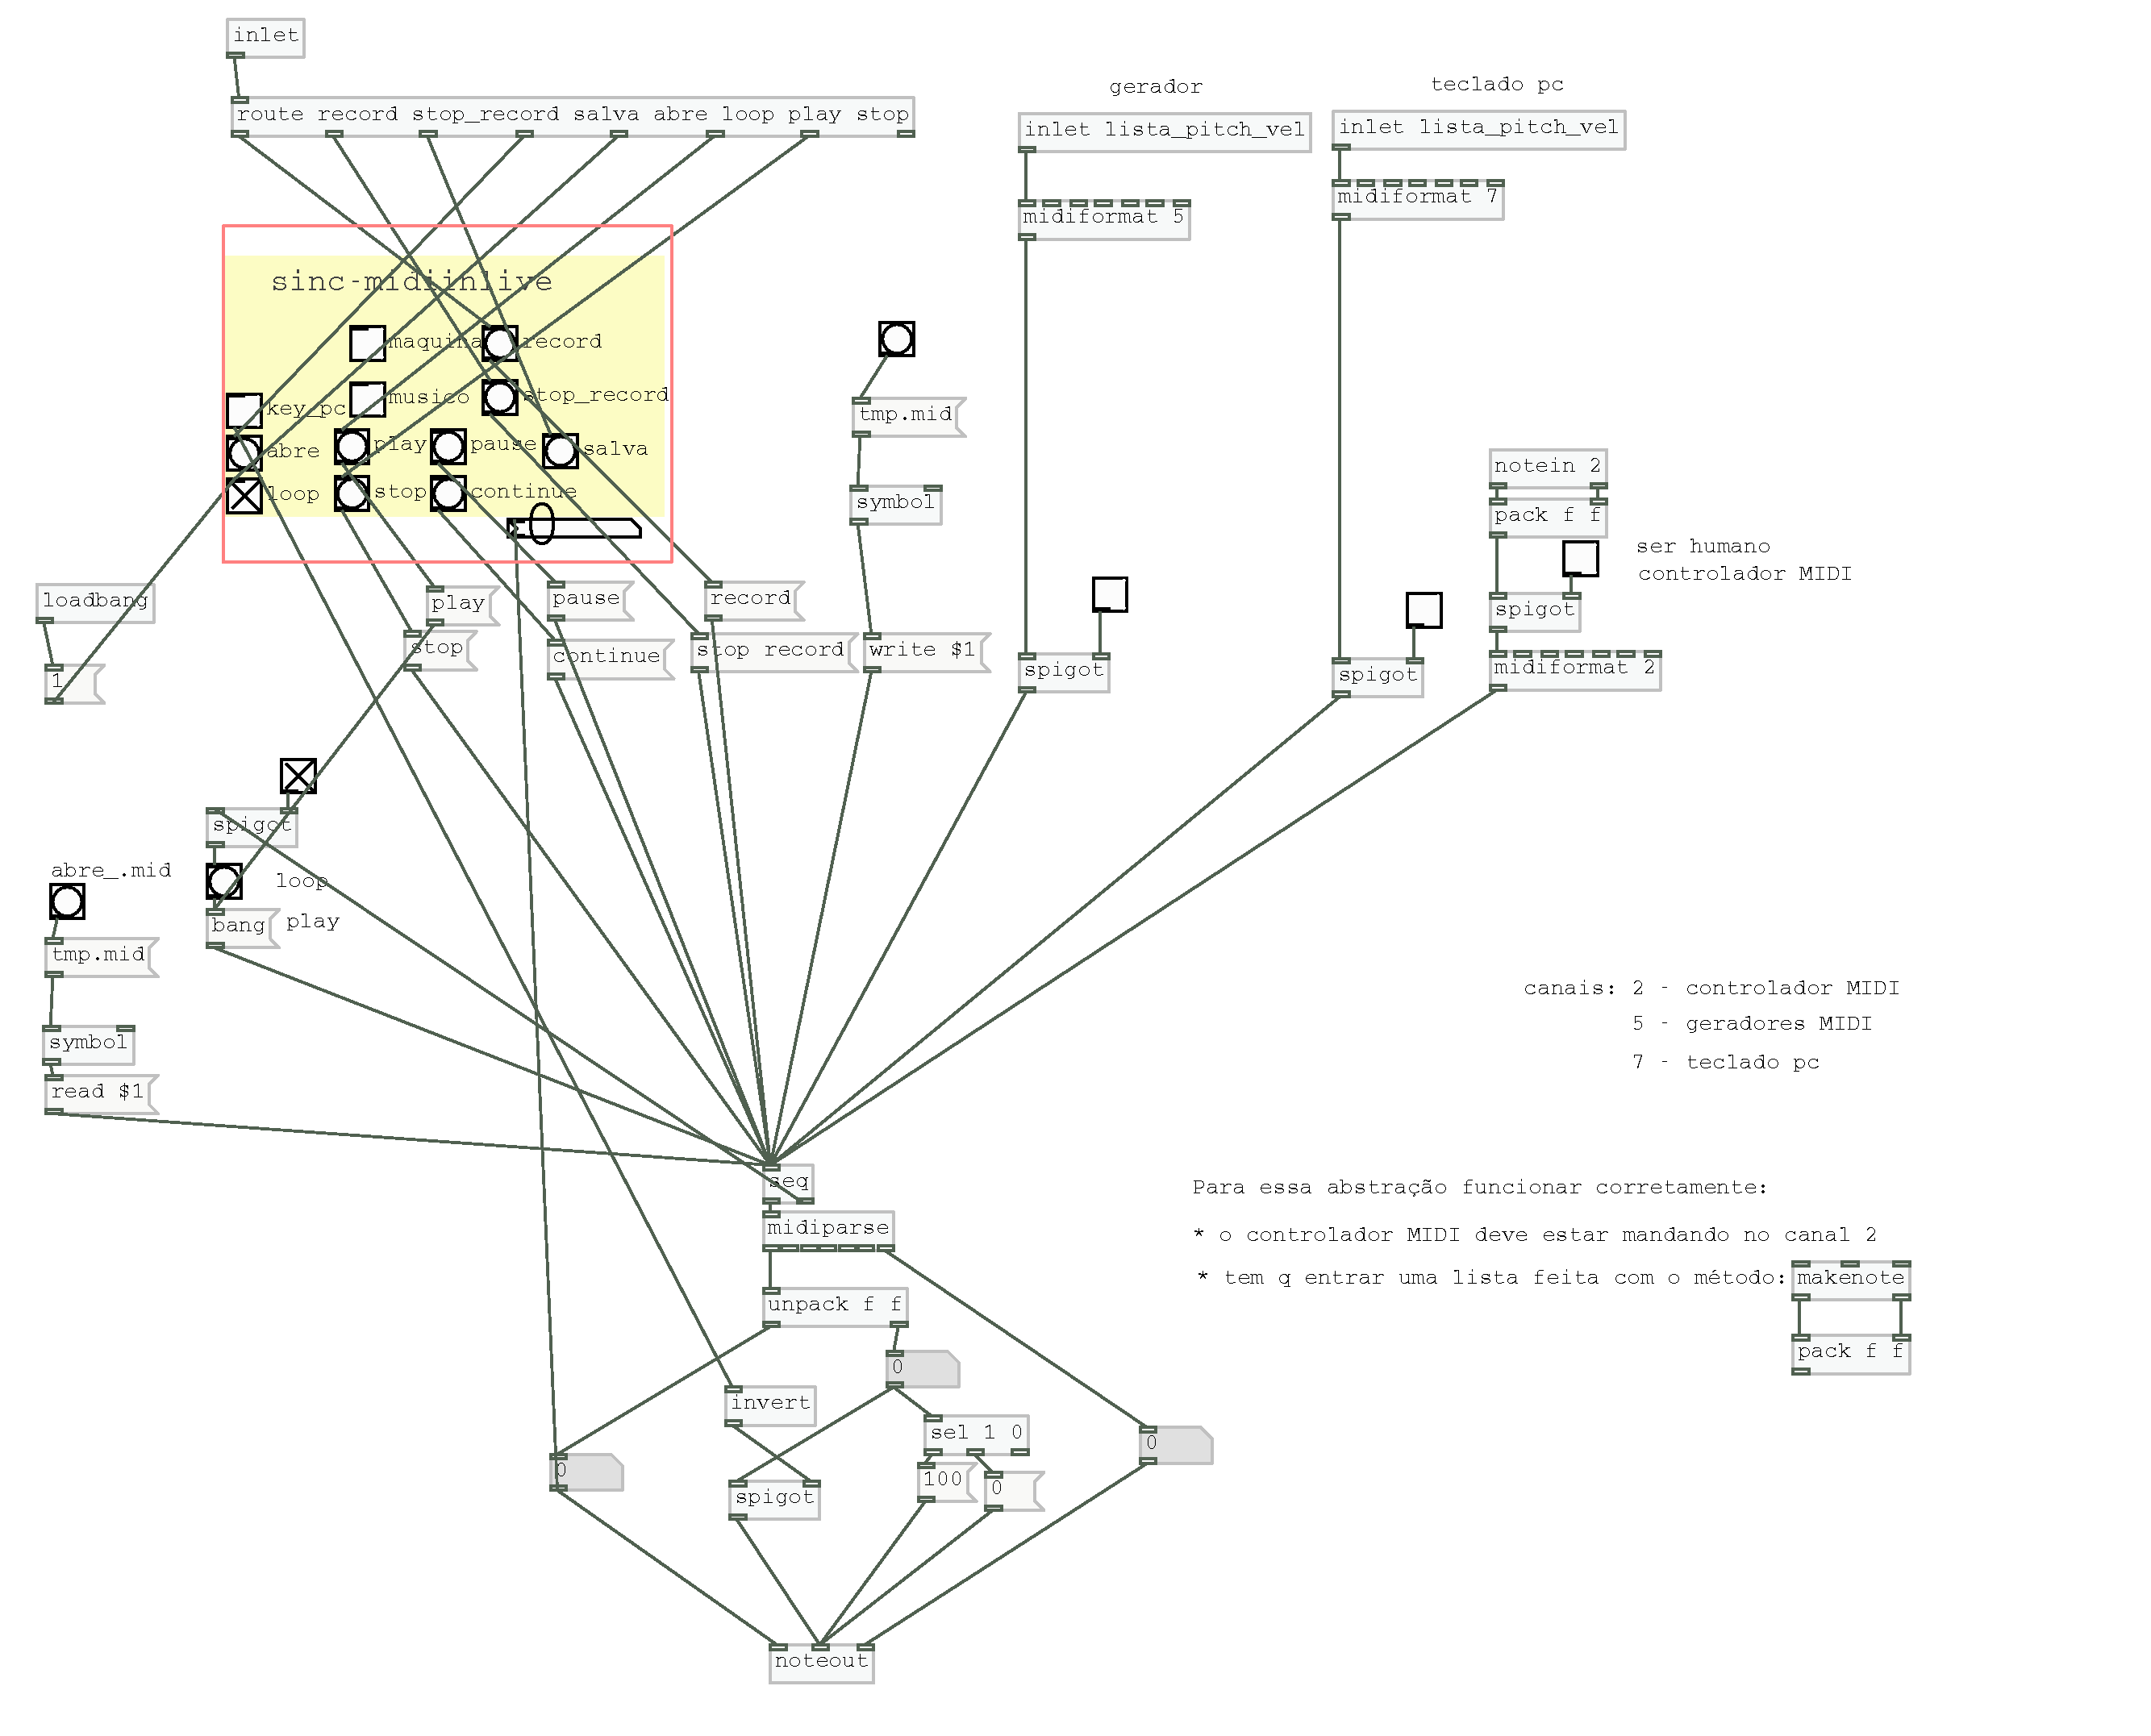 inlet
route record stop_record salva abre loop play stop
gerador
inlet lista_pitch_vel
midiformat 5
teclado pc
inlet lista_pitch_vel
midiformat 7
sinc-midiinlive
maquina
record
key_pc
musico
stop_record
abre
play
pause
salva
loop
stop
continue
tmp.mid
symbol
notein 2
pack f f
ser humano
controlador MIDI
spigot
midiformat 2
loadbang
1
play
stop
pause
continue
record
stop record
write $1
spigot
spigot
spigot
loop
bang
play
abre_.mid
tmp.mid
symbol
read $1
canais: 2 - controlador MIDI
5 - geradores MIDI
7 - teclado pc
seq
midiparse
unpack f f
0
invert
sel 1 0
0
100
0
spigot
0
noteout
Para essa abstração funcionar corretamente:
* o controlador MIDI deve estar mandando no canal 2
* tem q entrar uma lista feita com o método:
makenote
pack f f